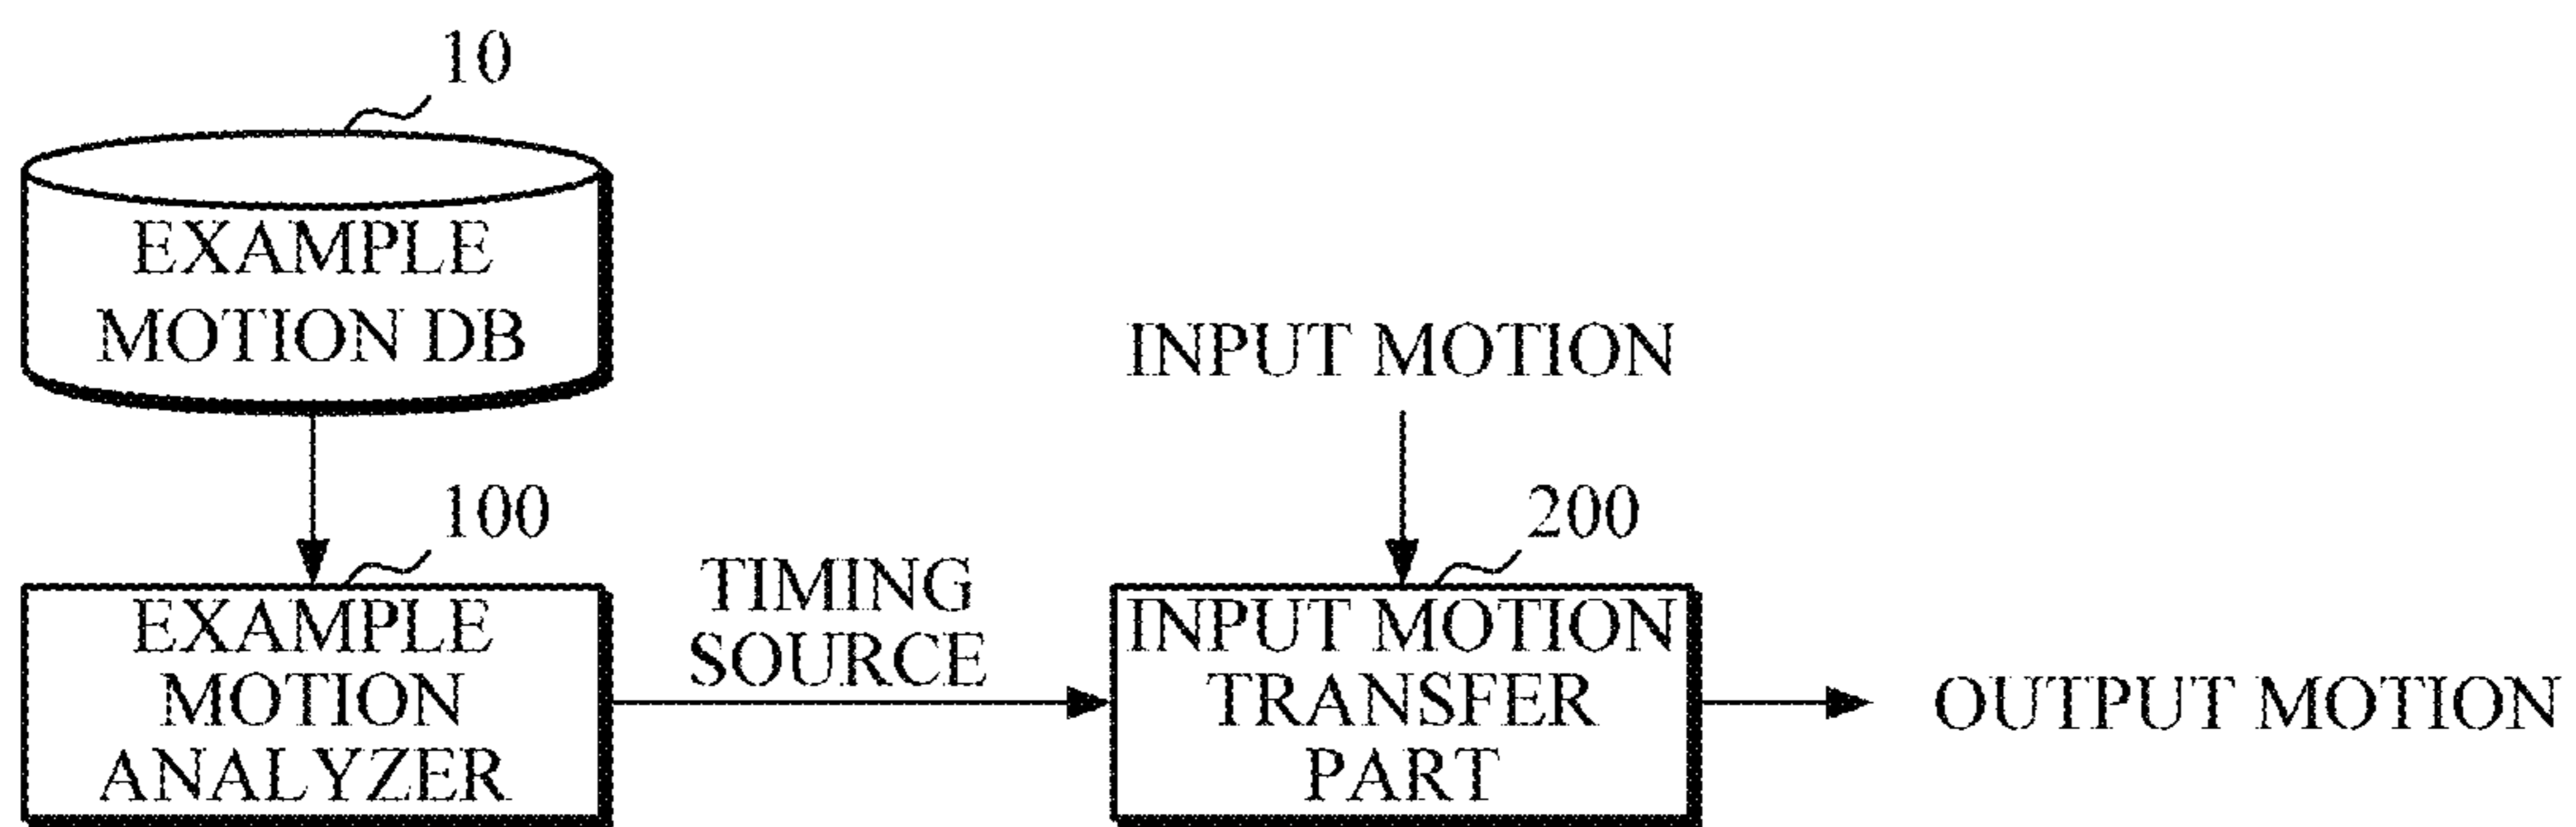 10
EXAMPLE
MOTION DB
INPUT MOTION
100
200
EXAMPLE
MOTION
ANALYZER
TIMING
SOURCE
INPUT MOTION
TRANSFER
PART
OUTPUT MOTION